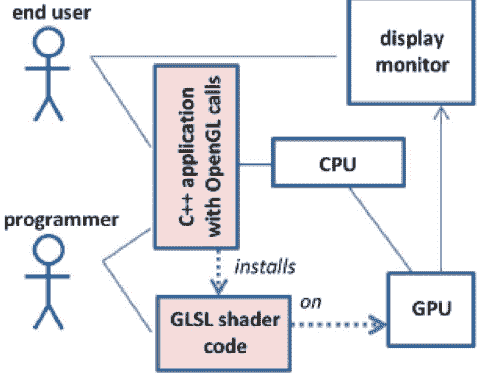 end user
display
monitor
C++ application
with OpenGL calls
CPU
programmer
installs
on
GLSL shader
code
GPU